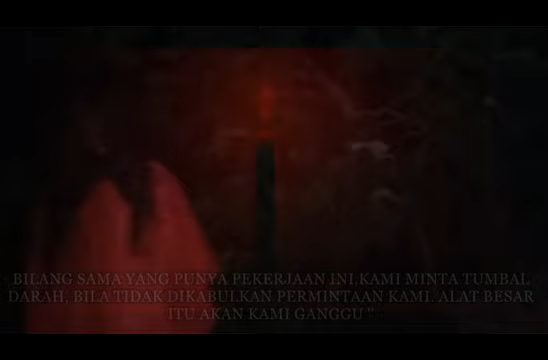 BILANG SAMA YANG PUNYA PEKERJAAN INI,KAMI MINTA TUMBAL
DARAH. BILA TIDAK DIKABULKAN PERMINTAAN KAMI. ALAT BESAR
ITU AKAN KAMI GANGGU "